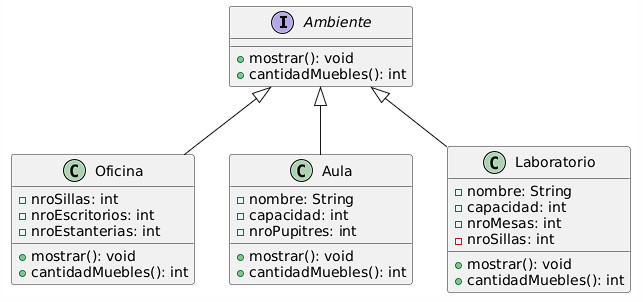 I Ambiente
mostrar(): void
cantidadMuebles(): int
C Oficina
nroSillas: int
nroEscritorios: int
nroEstanterias: int
mostrar(): void
cantidadMuebles(): int
C Aula
nombre: String
capacidad: int
nroPupitres: int
mostrar(): void
cantidadMuebles(): int
C Laboratorio
nombre: String
capacidad: int
nroMesas: int
nroSillas: int
mostrar(): void
cantidadMuebles(): int